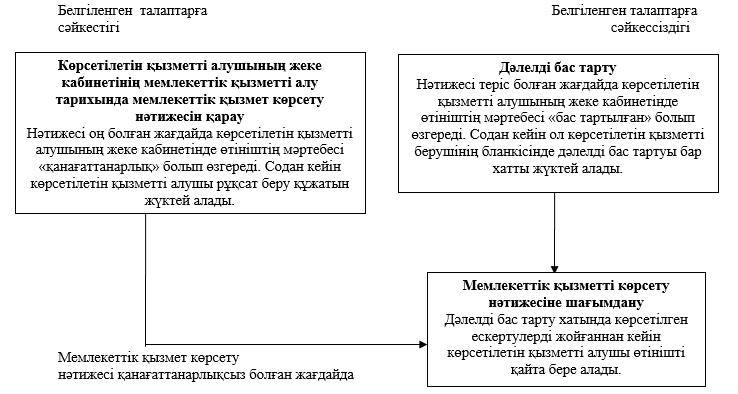 Белгіленген талаптарға
сәйкестігі
Белгіленген талаптарға
сәйкессіздігі
Көрсетілетін қызметті алушының жеке
кабинетінің мемлекеттік қызметті алу
тарихында мемлекеттік қызмет көрсету
нәтижесін қарау
Нәтижесі оң болған жағдайда көрсетілетін қызметті
алушының жеке кабинетінде өтініштің мәртебесі
«қанағаттанарлық» болып өзгереді. Содан кейін
көрсетілетін қызметті алушы рұқсат беру құжатын
жүктей алады.
Дәлелді бас тарту
Нәтижесі теріс болған жағдайда көрсетілетін
қызметті алушының жеке кабинетінде
өтініштің мәртебесі «бас тартылған» болып
өзгереді. Содан кейін ол көрсетілетін қызметті
берушінің бланкісінде дәлелді бас тартуы бар
хатты жүктей алады.
Мемлекеттік қызметті көрсету
нәтижесіне шағымдану
Дәлелді бас тарту хатында көрсетілген
ескертулерді жойғаннан кейін
көрсетілетін қызметті алушы өтінішті
қайта бере алады.
Мемлекеттік қызмет көрсету
нәтижесі қанағаттанарлықсыз болған жағдайда